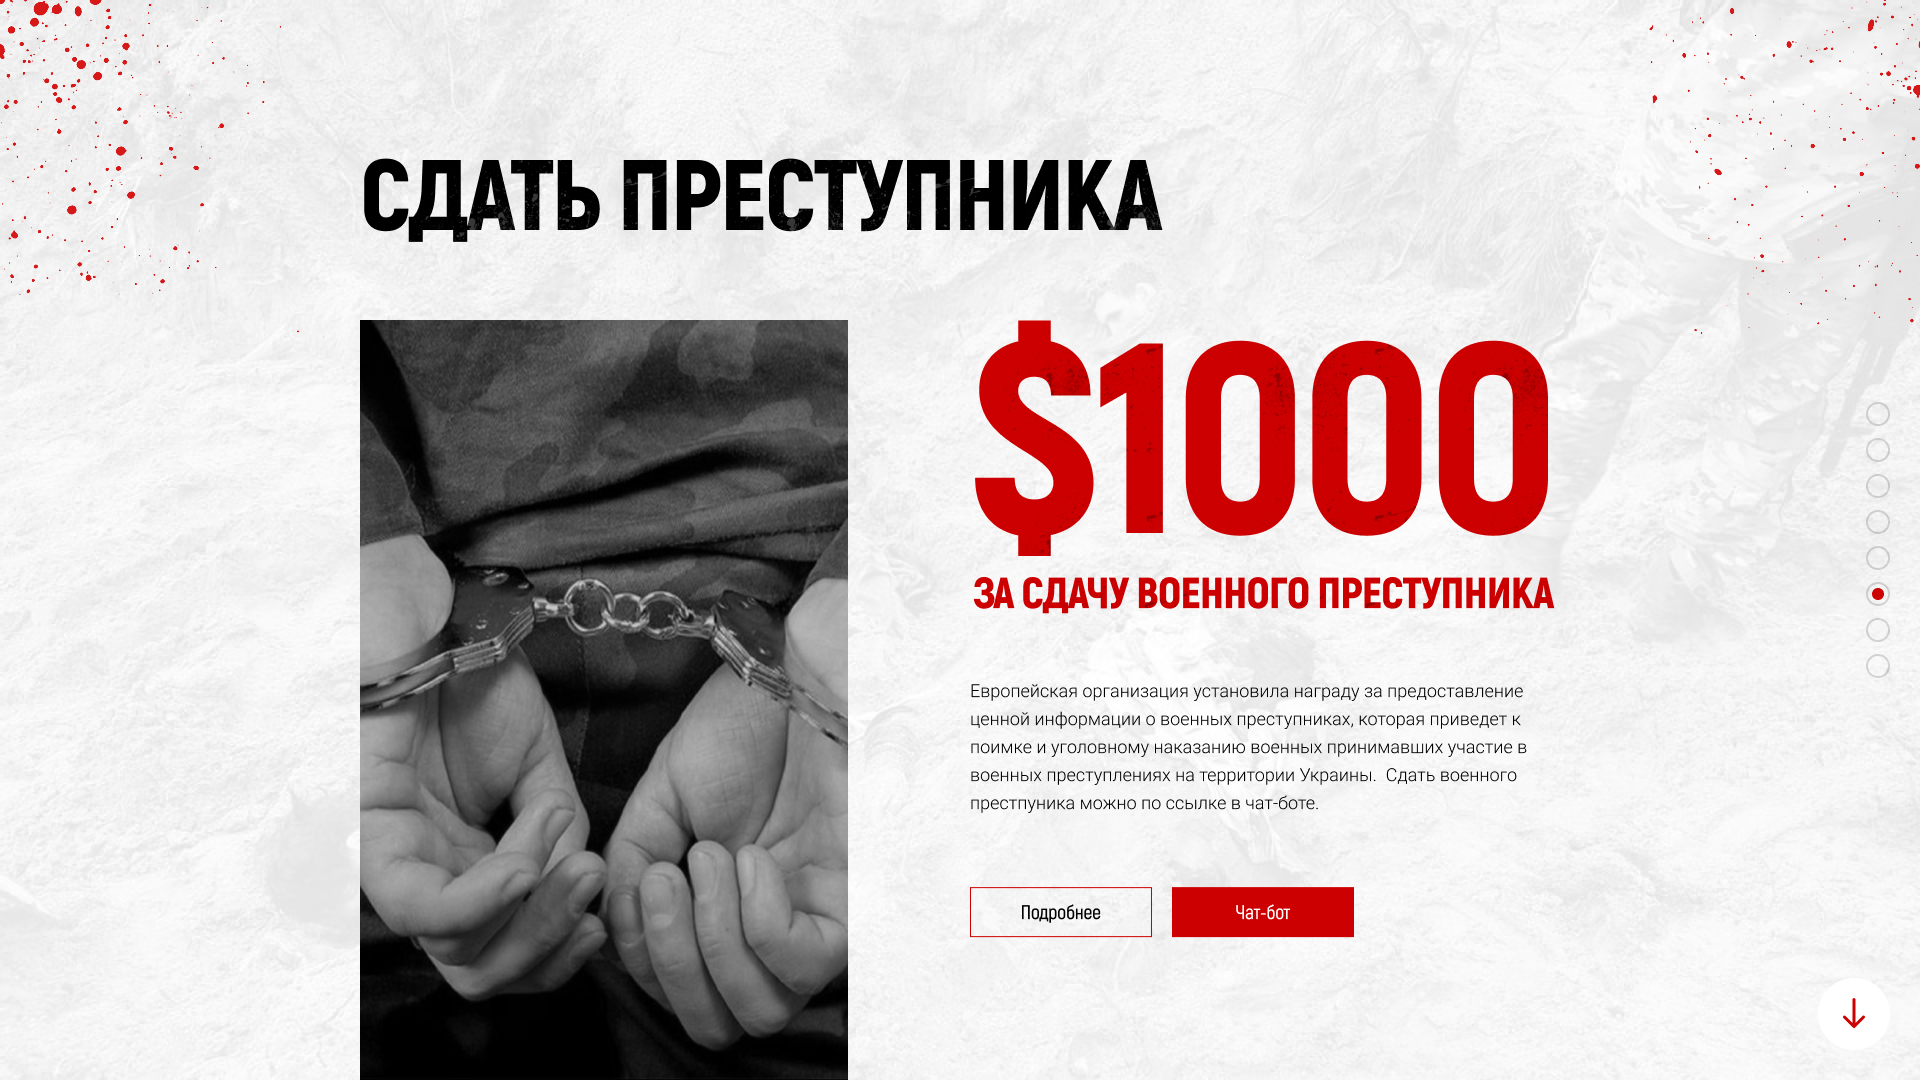 СДАТЬ ПРЕСТУПНИКА
$1000
ЗА СДАЧУ ВОЕННОГО ПРЕСТУПНИКА
Европейская организация установила награду за предоставление
ценной информации о военных преступниках, которая приведет к
поимке и уголовному наказанию военных принимавших участие в
военных преступлениях на территории Украины.  Сдать военного
престпуника можно по ссылке в чат-боте.
Подробнее
Чат-бот